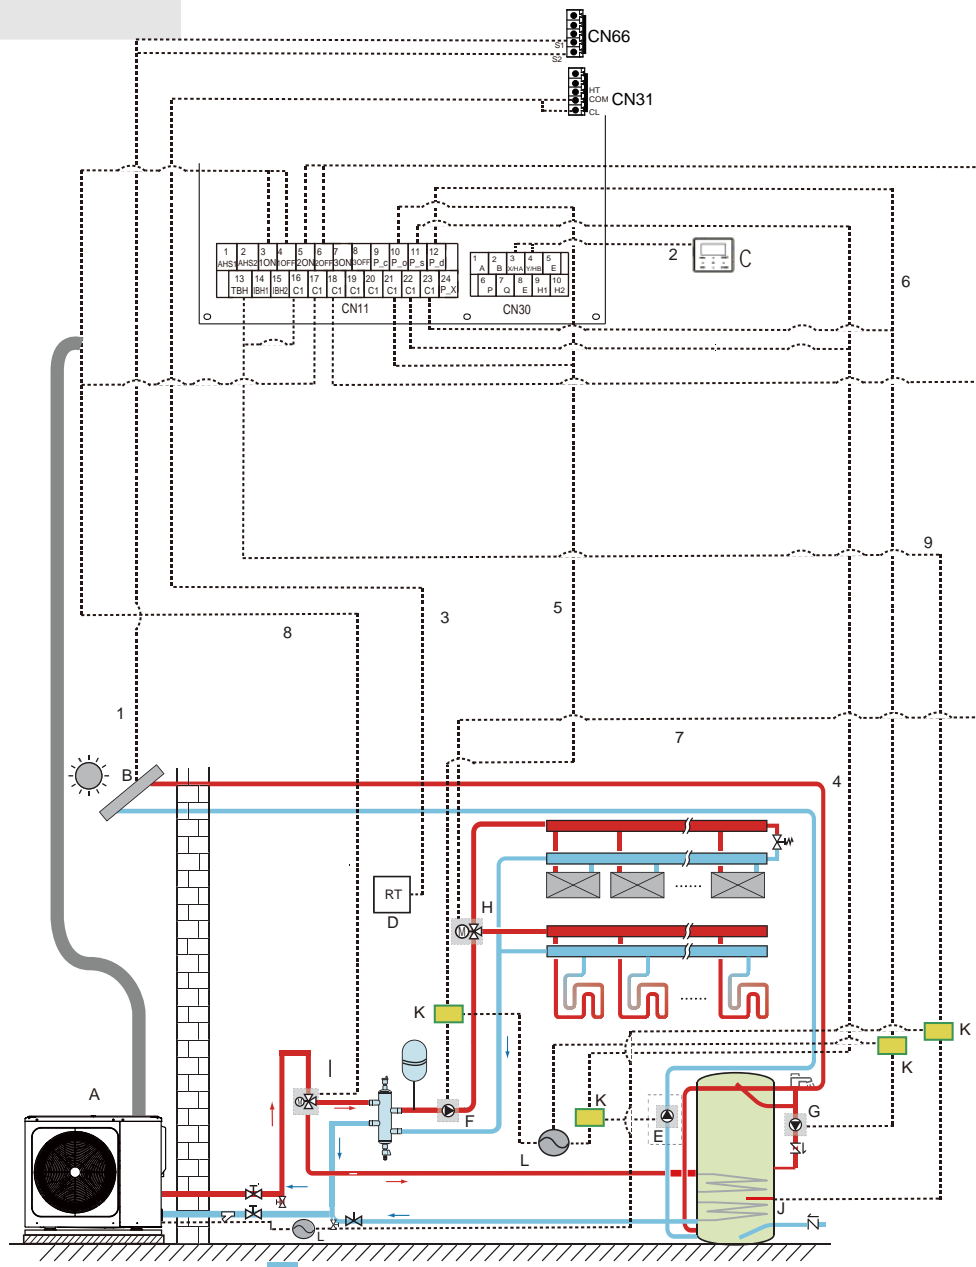 CN66
S1
S2
HT
COM
CL
CN31
1 2 3 4 5 6 7 8 9 10 11 12
AHS1 AHS2 1ON 1OFF 2ON 2OFF 3ON 3OFF P_c P_o P_s P_d
13 14 15 16 17 18 19 20 21 22 23 24
TBH IBH1 IBH2 C1 C1 C1 C1 C1 C1 C1 C1 P_X
CN11
1 2 3 4 5
A B X/HA Y/HB E
6 7 8 9 10
P Q E H1 H2
CN30
2 C
6
9
5
3
8
1
7
B
4
RT
D
H
M
K
K
K
I
A
M
F
K
G
E
L
J
L